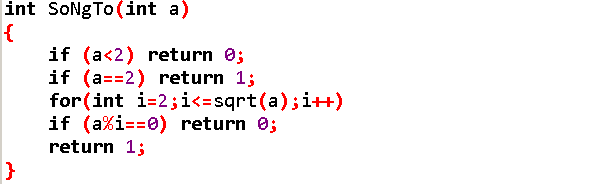 int SoNgTo(int a)
{
if (a<2) return 0;
if (a==2) return 1;
for(int i=2;i<=sqrt(a);i++)
if (a%i==0) return 0;
return 1;
}